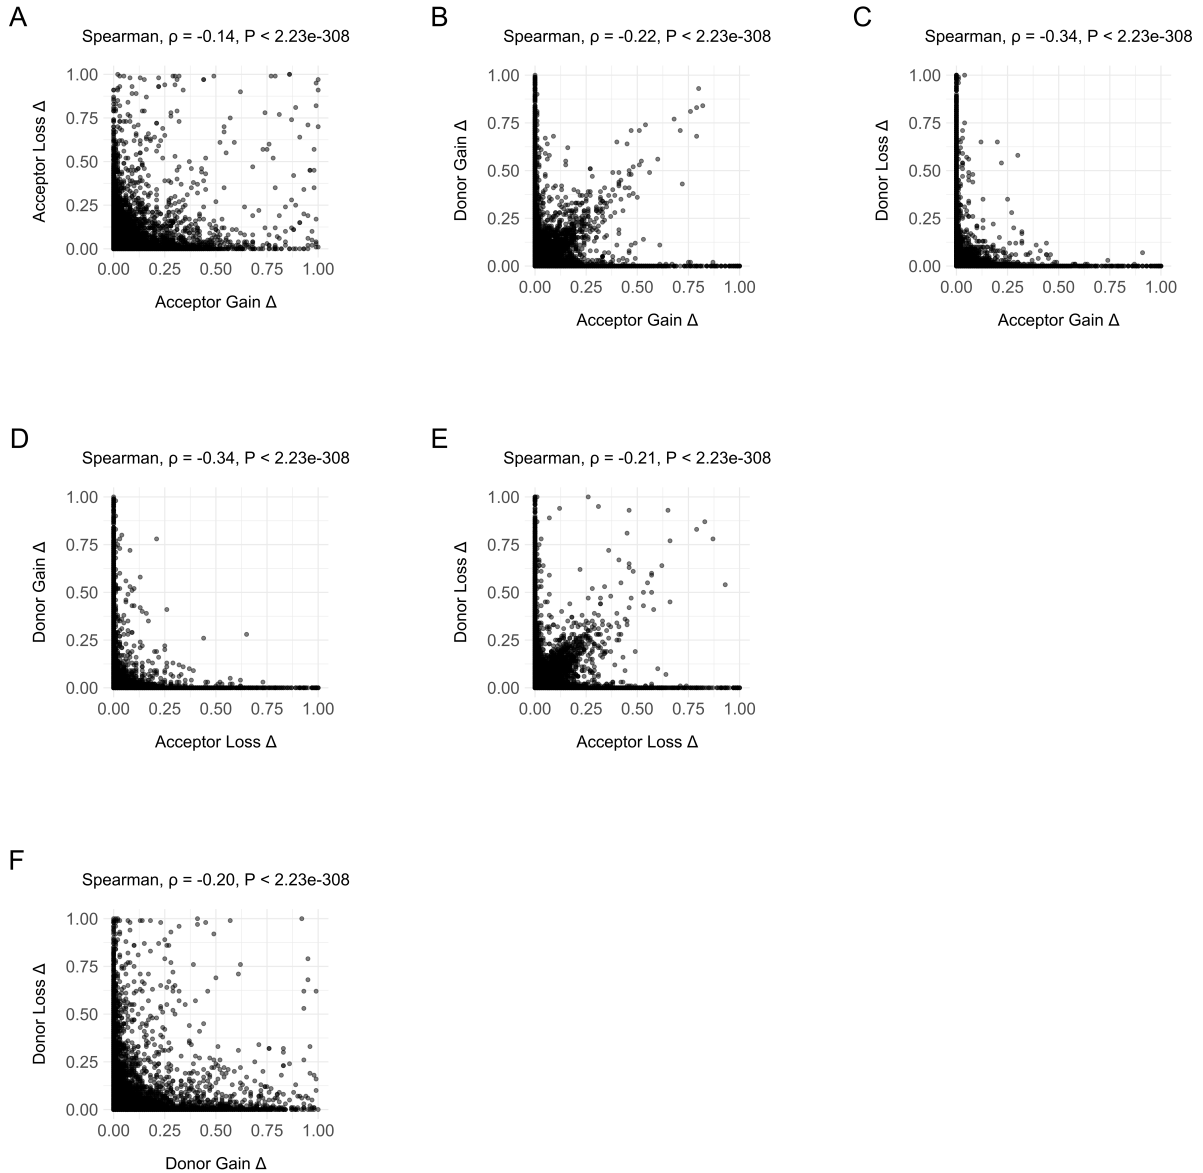 A
Spearman, ρ = -0.14, P < 2.23e-308
1.00
0.75
0.50
0.25
0.00
Acceptor Loss Δ
0.00 0.25 0.50 0.75 1.00
Acceptor Gain Δ
B
Spearman, ρ = -0.22, P < 2.23e-308
1.00
0.75
0.50
0.25
0.00
Donor Gain Δ
0.00 0.25 0.50 0.75 1.00
Acceptor Gain Δ
C
Spearman, ρ = -0.34, P < 2.23e-308
1.00
0.75
0.50
0.25
0.00
Donor Loss Δ
0.00 0.25 0.50 0.75 1.00
Acceptor Gain Δ
D
Spearman, ρ = -0.34, P < 2.23e-308
1.00
0.75
0.50
0.25
0.00
Donor Gain Δ
0.00 0.25 0.50 0.75 1.00
Acceptor Loss Δ
E
Spearman, ρ = -0.21, P < 2.23e-308
1.00
0.75
0.50
0.25
0.00
Donor Loss Δ
0.00 0.25 0.50 0.75 1.00
Acceptor Loss Δ
F
Spearman, ρ = -0.20, P < 2.23e-308
1.00
0.75
0.50
0.25
0.00
Donor Loss Δ
0.00 0.25 0.50 0.75 1.00
Donor Gain Δ